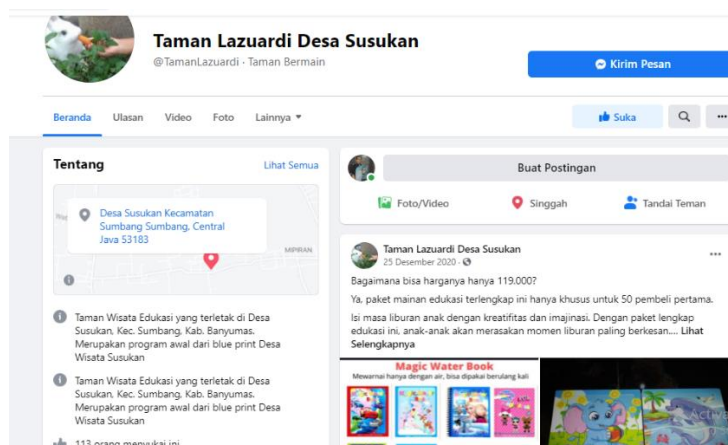 Taman Lazuardi Desa Susukan
@TamanLazuardi · Taman Bermain
Kirim Pesan
Beranda Ulasan Video Foto Lainnya
Suka
Tentang
Lihat Semua
Desa Susukan Kecamatan
Sumbang Sumbang, Central
Java 53183
MIPIRAN
Taman Wisata Edukasi yang terletak di Desa
Susukan, Kec. Sumbang, Kab. Banyumas.
Merupakan program awal dari blue print Desa
Wisata Susukan
Taman Wisata Edukasi yang terletak di Desa
Susukan, Kec. Sumbang, Kab. Banyumas.
Merupakan program awal dari blue print Desa
Wisata Susukan
113 orang menyukai ini
Buat Postingan
Foto/Video Singgah Tandai Teman
Taman Lazuardi Desa Susukan
25 Desember 2020 ·
Bagaimana bisa harganya hanya 119.000?
Ya, paket mainan edukasi terlengkap ini hanya khusus untuk 50 pembeli pertama.
Isi masa liburan anak dengan kreatifitas dan imajinasi. Dengan paket lengkap
edukasi ini, anak-anak akan merasakan momen liburan paling berkesan.... Lihat
Selengkapnya
Magic Water Book
Mewarnai hanya dengan air, bisa dipakai berulang kali